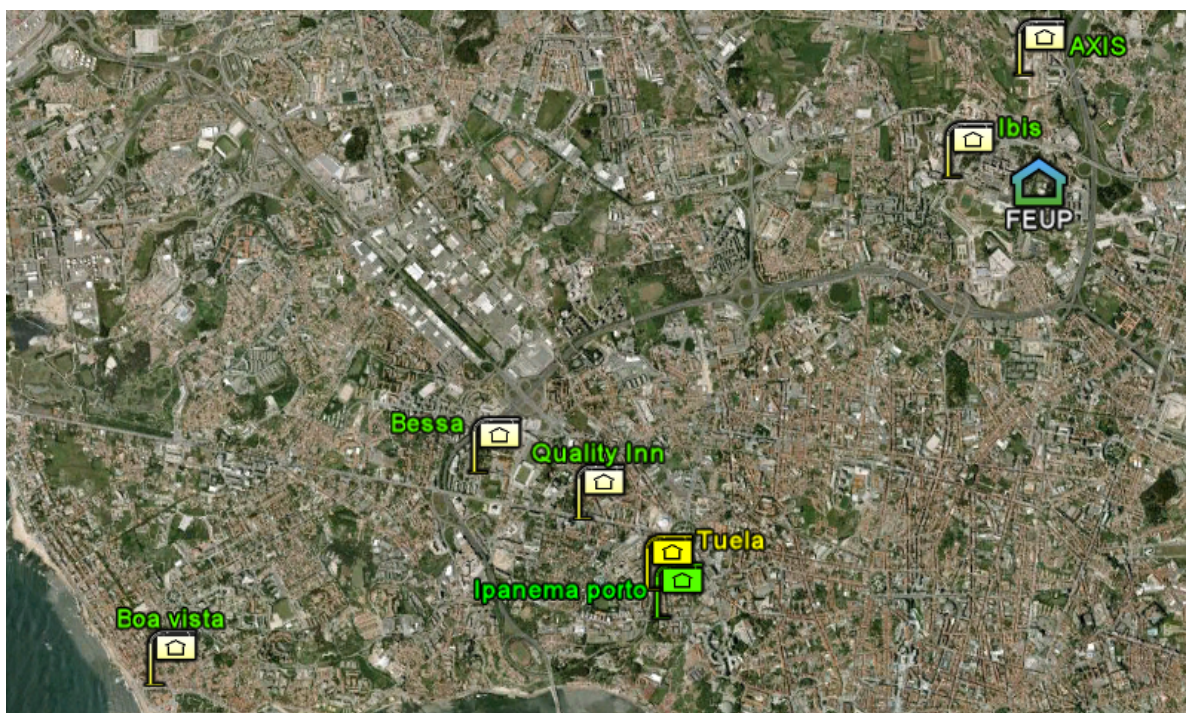 AXIS
Ibis
FEUP
Bessa
Quality Inn
Tuela
Ipanema porto
Boa vista